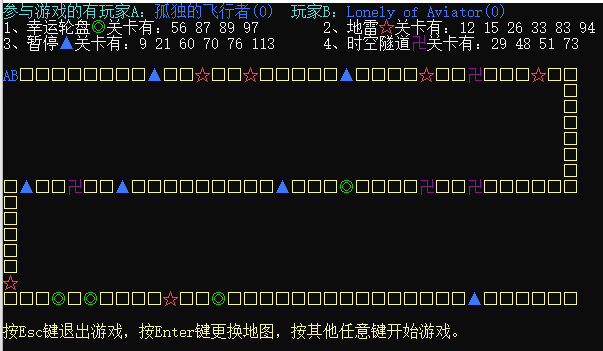 参与游戏的有玩家A：孤独的飞行者(0) 玩家B：Lonely of Aviator(0)
1、幸运轮盘◎关卡有：56 87 89 97 2、地雷☆关卡有：12 15 26 33 83 94
3、暂停▲关卡有：9 21 60 70 76 113 4、时空隧道卍关卡有：29 48 51 73
AB□□□□□□□□▲□□☆□□☆□□□□□▲□□□□☆□□卍□□□☆□□
□
□
□
□
□
□
□▲□□卍□□▲□□□□□□□□□▲□□□◎□□□□卍□□卍□□□□□□
□
□
□
□
□
☆
□□□◎□◎□□□□☆□□◎□□□□□□□□□□□□□□□▲□□□□□□
按Esc键退出游戏，按Enter键更换地图，按其他任意键开始游戏。